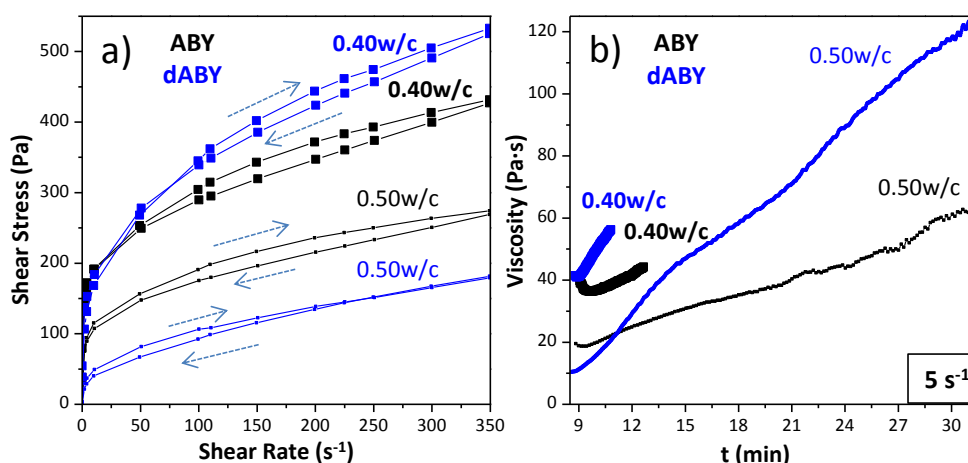 a)
ABY
dABY
0.40w/c
0.40w/c
0.50w/c
0.50w/c
500
400
300
200
100
0
0 50 100 150 200 250 300 350
Shear Stress (Pa)
Shear Rate (s⁻¹)
b)
ABY
dABY
0.50w/c
0.40w/c
0.40w/c
0.50w/c
5 s⁻¹
120
100
80
60
40
20
0
9 12 15 18 21 24 27 30
Viscosity (Pa·s)
t (min)